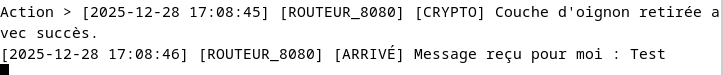 Action > [2025-12-28 17:08:45] [ROUTEUR_8080] [CRYPTO] Couche d'oignon retirée a
vec succès.
[2025-12-28 17:08:46] [ROUTEUR_8080] [ARRIVÉ] Message reçu pour moi : Test